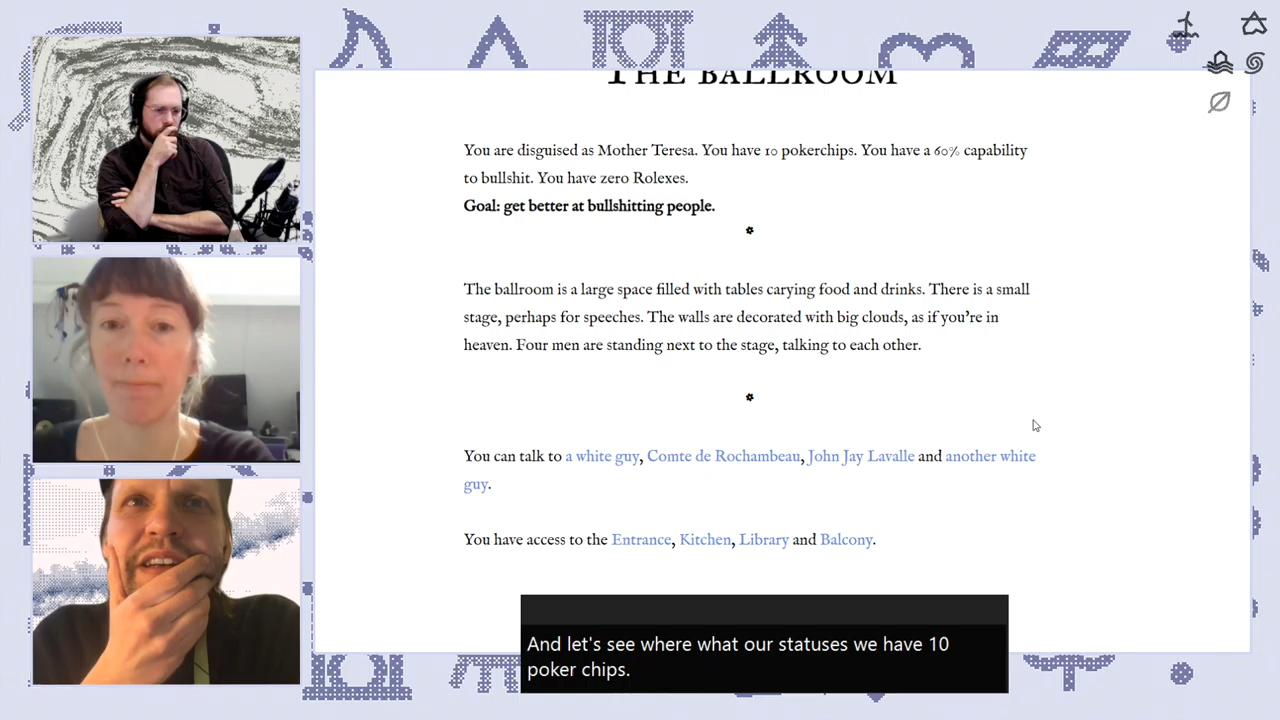 THE BALLROOM
You are disguised as Mother Teresa. You have 10 pokerchips. You have a 60% capability
to bullshit. You have zero Rolexes.
Goal: get better at bullshitting people.
The ballroom is a large space filled with tables carying food and drinks. There is a small
stage, perhaps for speeches. The walls are decorated with big clouds, as if you're in
heaven. Four men are standing next to the stage, talking to each other.
You can talk to a white guy, Comte de Rochambeau, John Jay Lavalle and another white
guy.
You have access to the Entrance, Kitchen, Library and Balcony.
And let's see where what our statuses we have 10
poker chips.